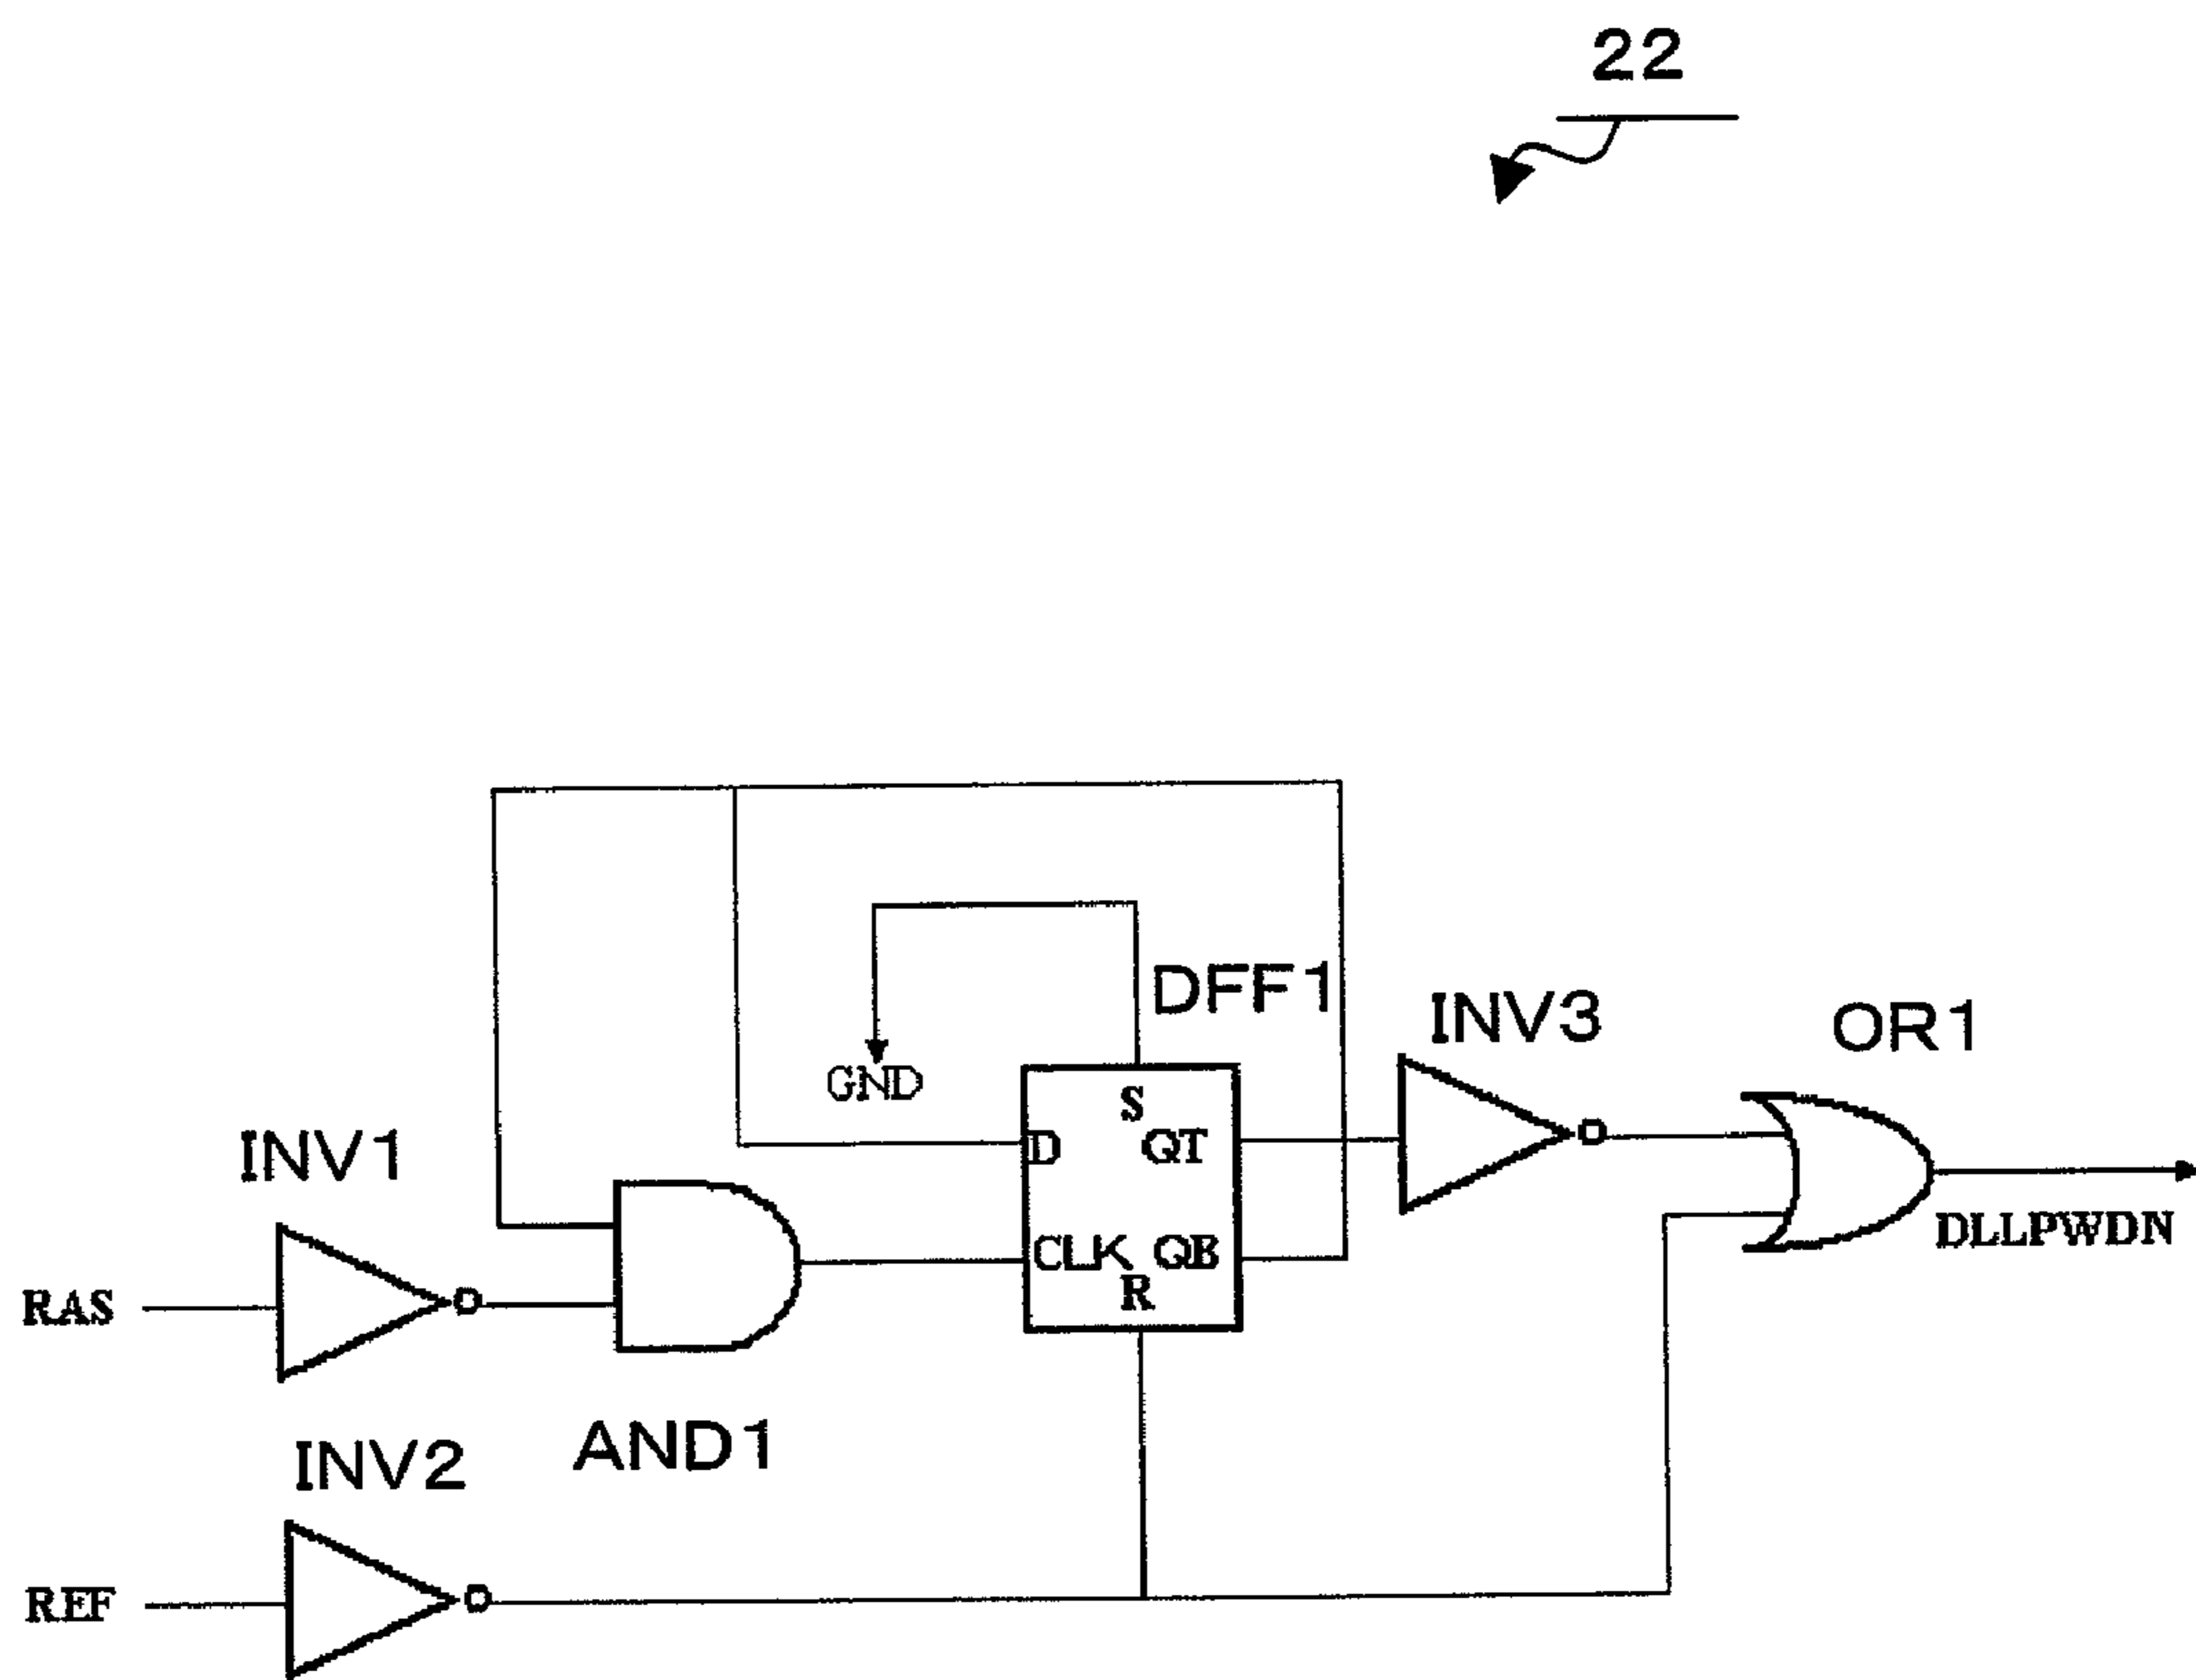 22
DFF1
INV3
OR1
GND
S
INV1
D
QT
DLLPWDN
CLK
QB
R
RAS
AND1
INV2
REF